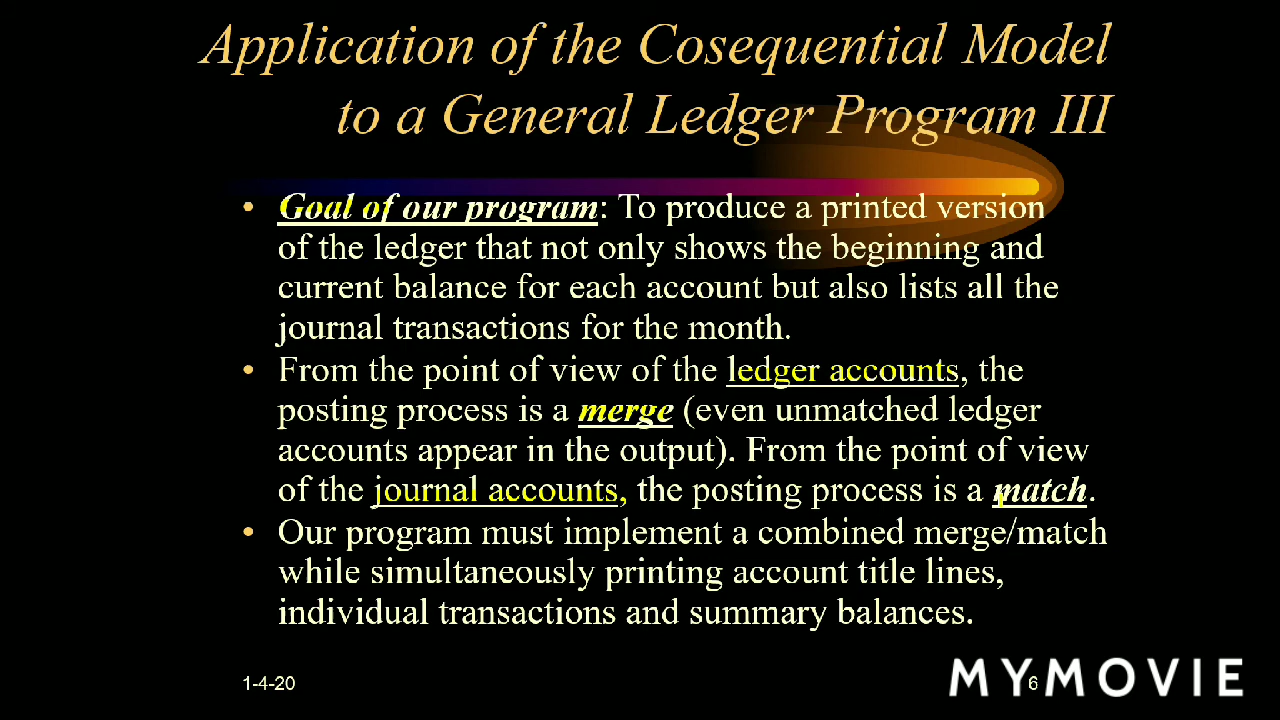 Application of the Cosequential Model
to a General Ledger Program III
• Goal of our program: To produce a printed version
of the ledger that not only shows the beginning and
current balance for each account but also lists all the
journal transactions for the month.
• From the point of view of the ledger accounts, the
posting process is a merge (even unmatched ledger
accounts appear in the output). From the point of view
of the journal accounts, the posting process is a match.
• Our program must implement a combined merge/match
while simultaneously printing account title lines,
individual transactions and summary balances.
1-4-20
6
MYMOVIE